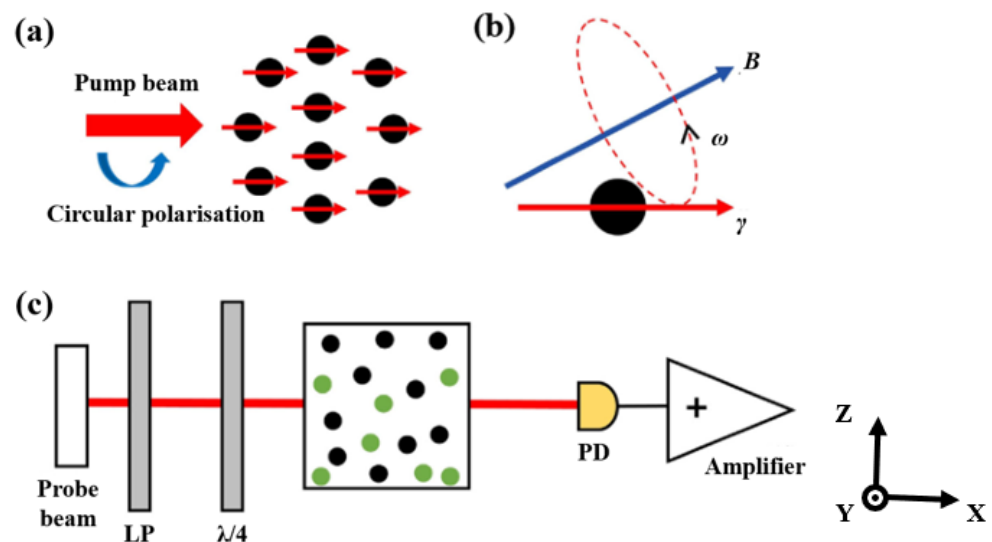 (a)
Pump beam
Circular polarisation
(b)
B
ω
γ
(c)
Probe
beam
LP
λ/4
PD
+
Amplifier
Z
Y
X